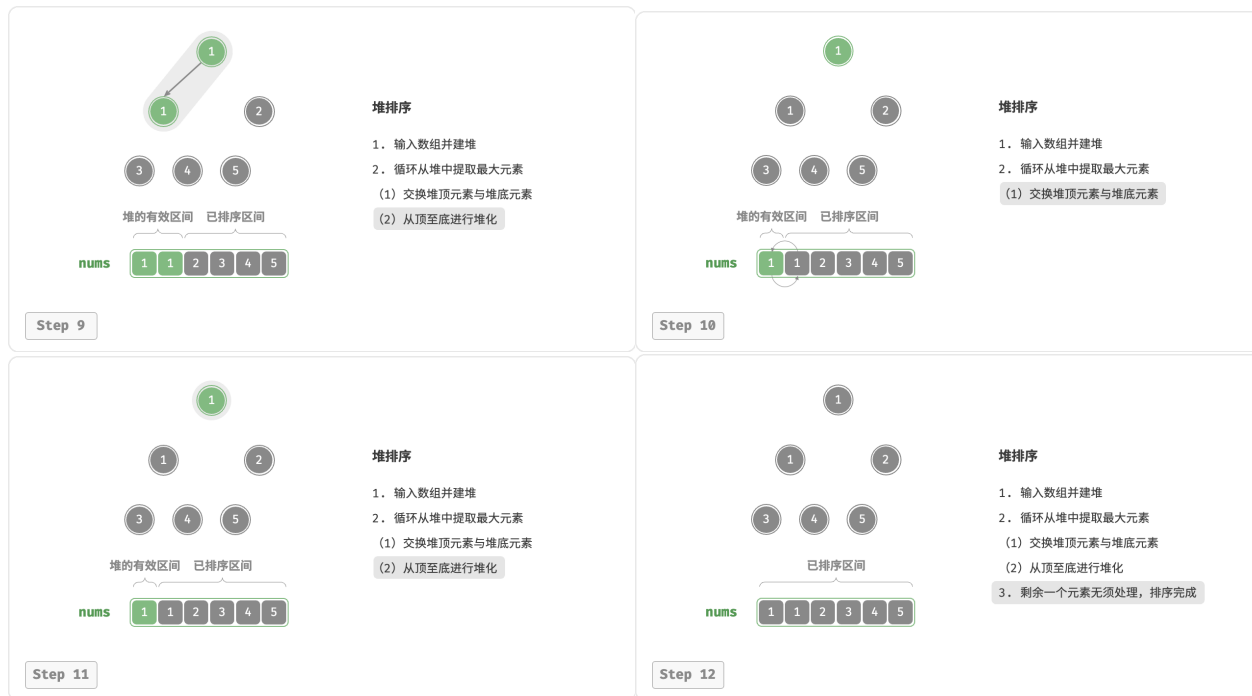 1
1
2
3
4
5
堆的有效区间 已排序区间
nums 1 1 2 3 4 5
堆排序
1. 输入数组并建堆
2. 循环从堆中提取最大元素
(1) 交换堆顶元素与堆底元素
(2) 从顶至底进行堆化
Step 9
1
1
2
3
4
5
堆的有效区间 已排序区间
nums 1 1 2 3 4 5
堆排序
1. 输入数组并建堆
2. 循环从堆中提取最大元素
(1) 交换堆顶元素与堆底元素
Step 10
1
1
2
3
4
5
堆的有效区间 已排序区间
nums 1 1 2 3 4 5
堆排序
1. 输入数组并建堆
2. 循环从堆中提取最大元素
(1) 交换堆顶元素与堆底元素
(2) 从顶至底进行堆化
Step 11
1
1
2
3
4
5
已排序区间
nums 1 1 2 3 4 5
堆排序
1. 输入数组并建堆
2. 循环从堆中提取最大元素
(1) 交换堆顶元素与堆底元素
(2) 从顶至底进行堆化
3. 剩余一个元素无须处理，排序完成
Step 12